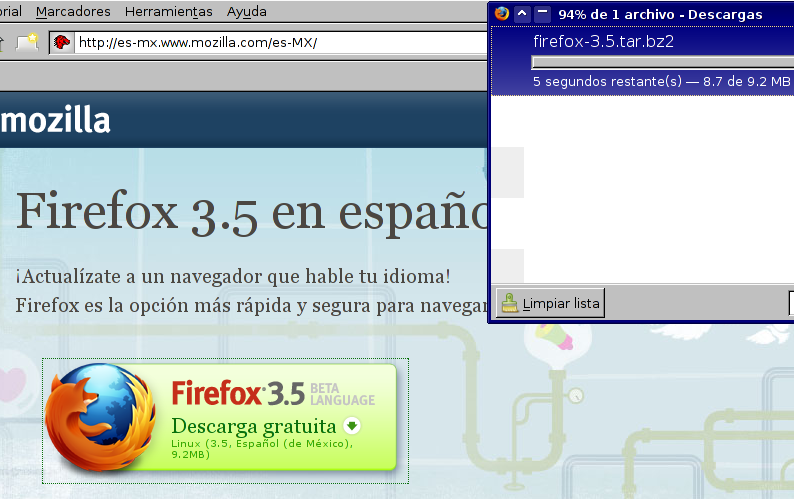 Marcadores Herramientas Ayuda
http://es-mx.www.mozilla.com/es-MX/
mozilla
Firefox 3.5 en españo
¡Actualízate a un navegador que hable tu idioma!
Firefox es la opción más rápida y segura para navegar
Firefox 3.5 BETA
LANGUAGE
Descarga gratuita
Linux (3.5, Español (de México),
9.2MB)
94% de 1 archivo - Descargas
firefox-3.5.tar.bz2
5 segundos restante(s) — 8.7 de 9.2 MB
Limpiar lista